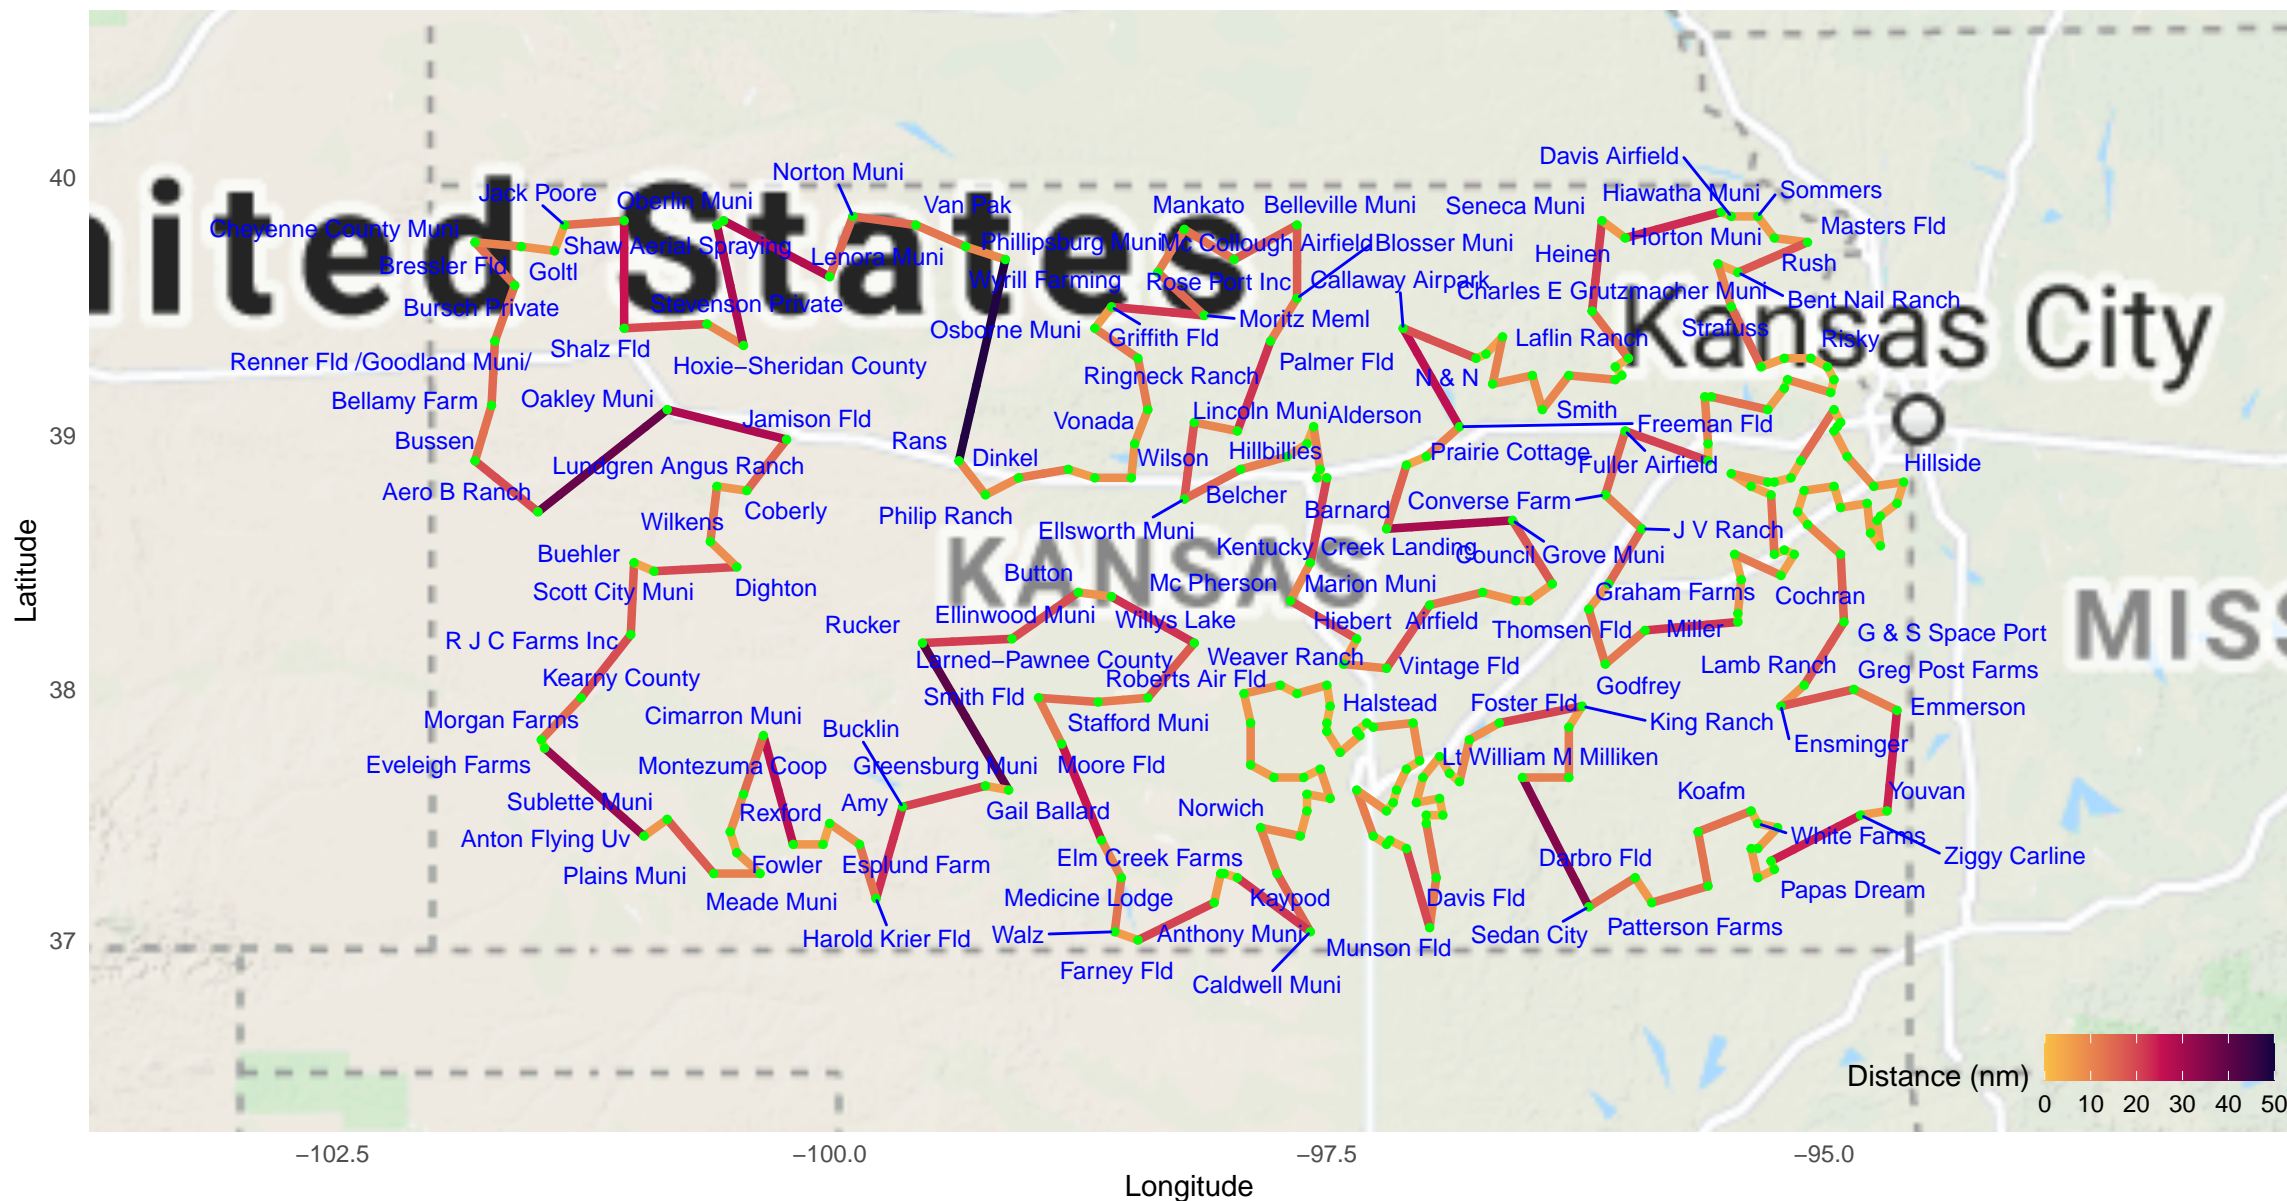 40
39
38
37
Latitude
nited States
Kansas City
KANSAS
MISS
Davis Airfield
Norton Muni
Jack Poore
Oberlin Muni
Van Pak
Mankato
Belleville Muni
Seneca Muni
Hiawatha Muni
Sommers
Cheyenne County Muni
Shaw Aerial Spraying
Lenora Muni
Phillipsburg Muni
Mc Collough Airfield
Blosser Muni
Heinen
Horton Muni
Masters Fld
Bressler Fld
Goltl
Wyrill Farming
Rose Port Inc
Callaway Airpark
Rush
Bursch Private
Stevenson Private
Charles E Grutzmacher Muni
Bent Nail Ranch
Osborne Muni
Griffith Fld
Moritz Meml
Laflin Ranch
Strafuss
Risky
Renner Fld /Goodland Muni/
Shalz Fld
Hoxie−Sheridan County
Ringneck Ranch
Palmer Fld
N & N
Bellamy Farm
Oakley Muni
Jamison Fld
Vonada
Lincoln Muni
Alderson
Smith
Freeman Fld
Bussen
Lundgren Angus Ranch
Rans
Dinkel
Wilson
Hillbillies
Prairie Cottage
Fuller Airfield
Hillside
Aero B Ranch
Wilkens
Coberly
Philip Ranch
Belcher
Ellsworth Muni
Barnard
Converse Farm
J V Ranch
Buehler
Kentucky Creek Landing
Council Grove Muni
Scott City Muni
Dighton
Button
Mc Pherson
Marion Muni
Graham Farms
Cochran
R J C Farms Inc
Rucker
Ellinwood Muni
Willys Lake
Hiebert
Airfield
Thomsen Fld
Miller
G & S Space Port
Kearny County
Larned−Pawnee County
Weaver Ranch
Vintage Fld
Lamb Ranch
Greg Post Farms
Roberts Air Fld
Smith Fld
Godfrey
Morgan Farms
Cimarron Muni
Bucklin
Stafford Muni
Halstead
Foster Fld
King Ranch
Emmerson
Ensminger
Eveleigh Farms
Montezuma Coop
Greensburg Muni
Moore Fld
Lt William M Milliken
Sublette Muni
Rexford
Amy
Gail Ballard
Norwich
Koafm
Youvan
Anton Flying Uv
White Farms
Plains Muni
Fowler
Esplund Farm
Elm Creek Farms
Darbro Fld
Ziggy Carline
Meade Muni
Medicine Lodge
Kaypod
Davis Fld
Papas Dream
Harold Krier Fld
Walz
Anthony Muni
Munson Fld
Sedan City
Patterson Farms
Farney Fld
Caldwell Muni
Distance (nm)
0 10 20 30 40 50
−102.5 −100.0 −97.5 −95.0
Longitude